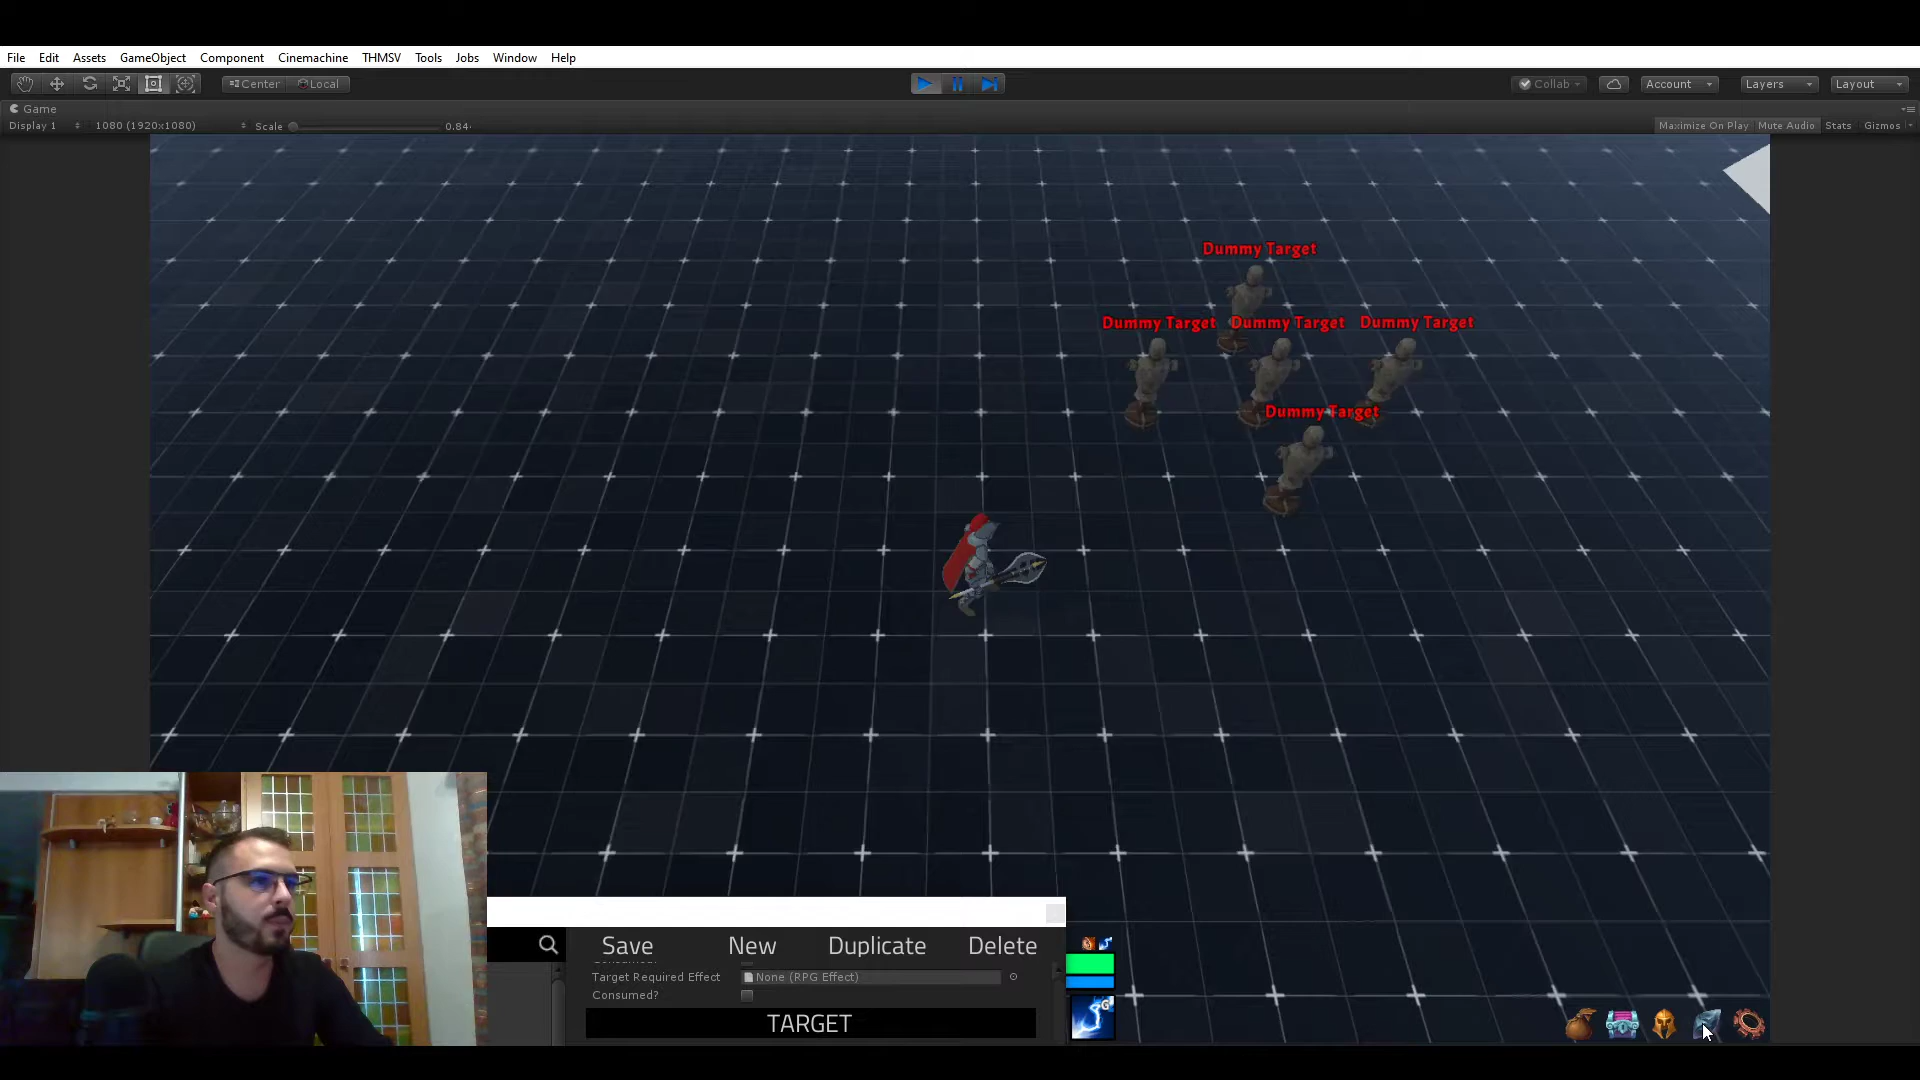 File Edit Assets GameObject Component Cinemachine THMSV Tools Jobs Window Help
Center Local Collab Account Layers Layout
Game
Display 1 1080 (1920x1080) Scale 0.84 Maximize On Play Mute Audio Stats Gizmos
Dummy Target
Dummy Target Dummy Target Dummy Target
Dummy Target
Save New Duplicate Delete
Target Required Effect None (RPG Effect)
Consumed?
TARGET
G